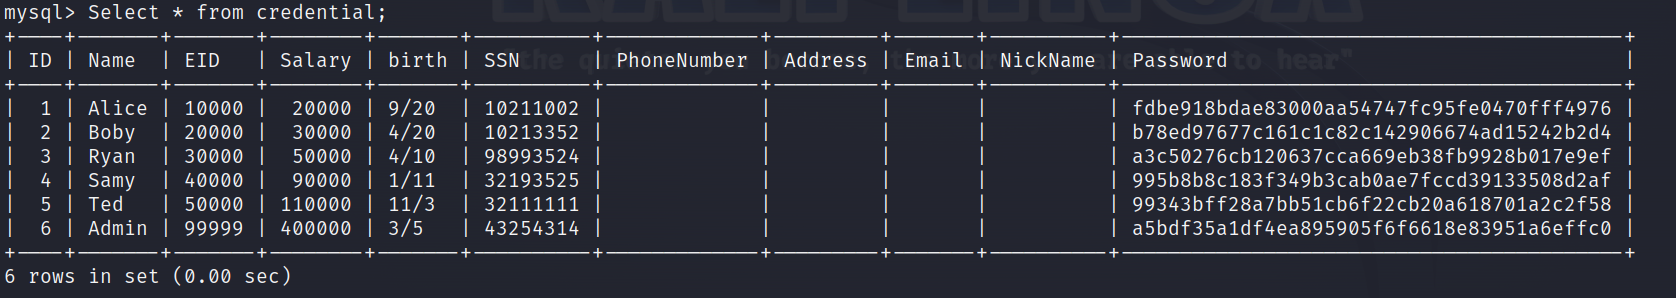 mysql> Select * from credential;
+----+-------+-------+--------+-------+----------+-------------+---------+-------+----------+------------------------------------------+
| ID | Name  | EID   | Salary | birth | SSN      | PhoneNumber | Address | Email | NickName | Password                                 |
+----+-------+-------+--------+-------+----------+-------------+---------+-------+----------+------------------------------------------+
|  1 | Alice | 10000 |  20000 | 9/20  | 10211002 |             |         |       |          | fdbe918bdae83000aa54747fc95fe0470fff4976 |
|  2 | Boby  | 20000 |  30000 | 4/20  | 10213352 |             |         |       |          | b78ed97677c161c1c82c142906674ad15242b2d4 |
|  3 | Ryan  | 30000 |  50000 | 4/10  | 98993524 |             |         |       |          | a3c50276cb120637cca669eb38fb9928b017e9ef |
|  4 | Samy  | 40000 |  90000 | 1/11  | 32193525 |             |         |       |          | 995b8b8c183f349b3cab0ae7fccd39133508d2af |
|  5 | Ted   | 50000 | 110000 | 11/3  | 32111111 |             |         |       |          | 99343bff28a7bb51cb6f22cb20a618701a2c2f58 |
|  6 | Admin | 99999 | 400000 | 3/5   | 43254314 |             |         |       |          | a5bdf35a1df4ea895905f6f6618e83951a6effc0 |
+----+-------+-------+--------+-------+----------+-------------+---------+-------+----------+------------------------------------------+
6 rows in set (0.00 sec)